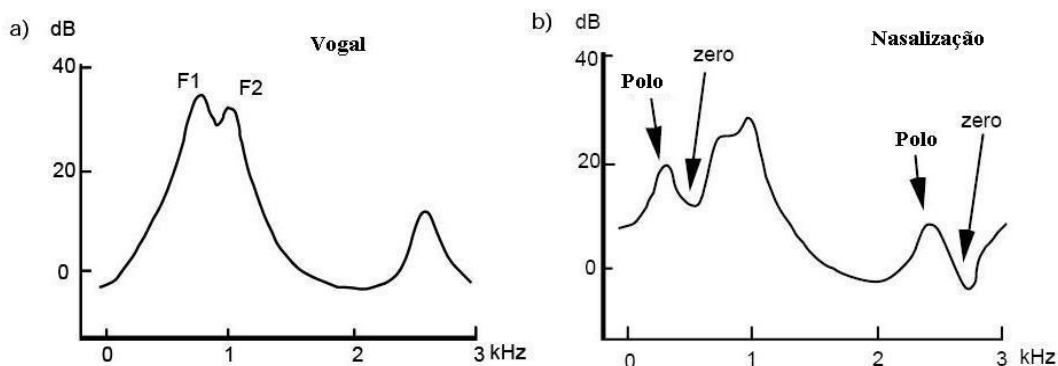 a) dB Vogal
40
F1 F2
20
0
0 1 2 3 kHz
b) dB Nasalização
zero
40
Polo
zero
Polo
20
0
0 1 2 3 kHz